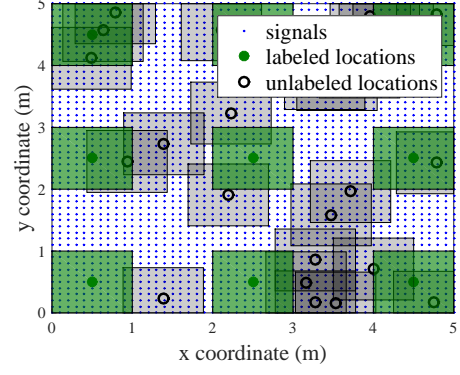 5
4
3
2
1
0
y coordinate (m)
signals
labeled locations
unlabeled locations
0 1 2 3 4 5
x coordinate (m)